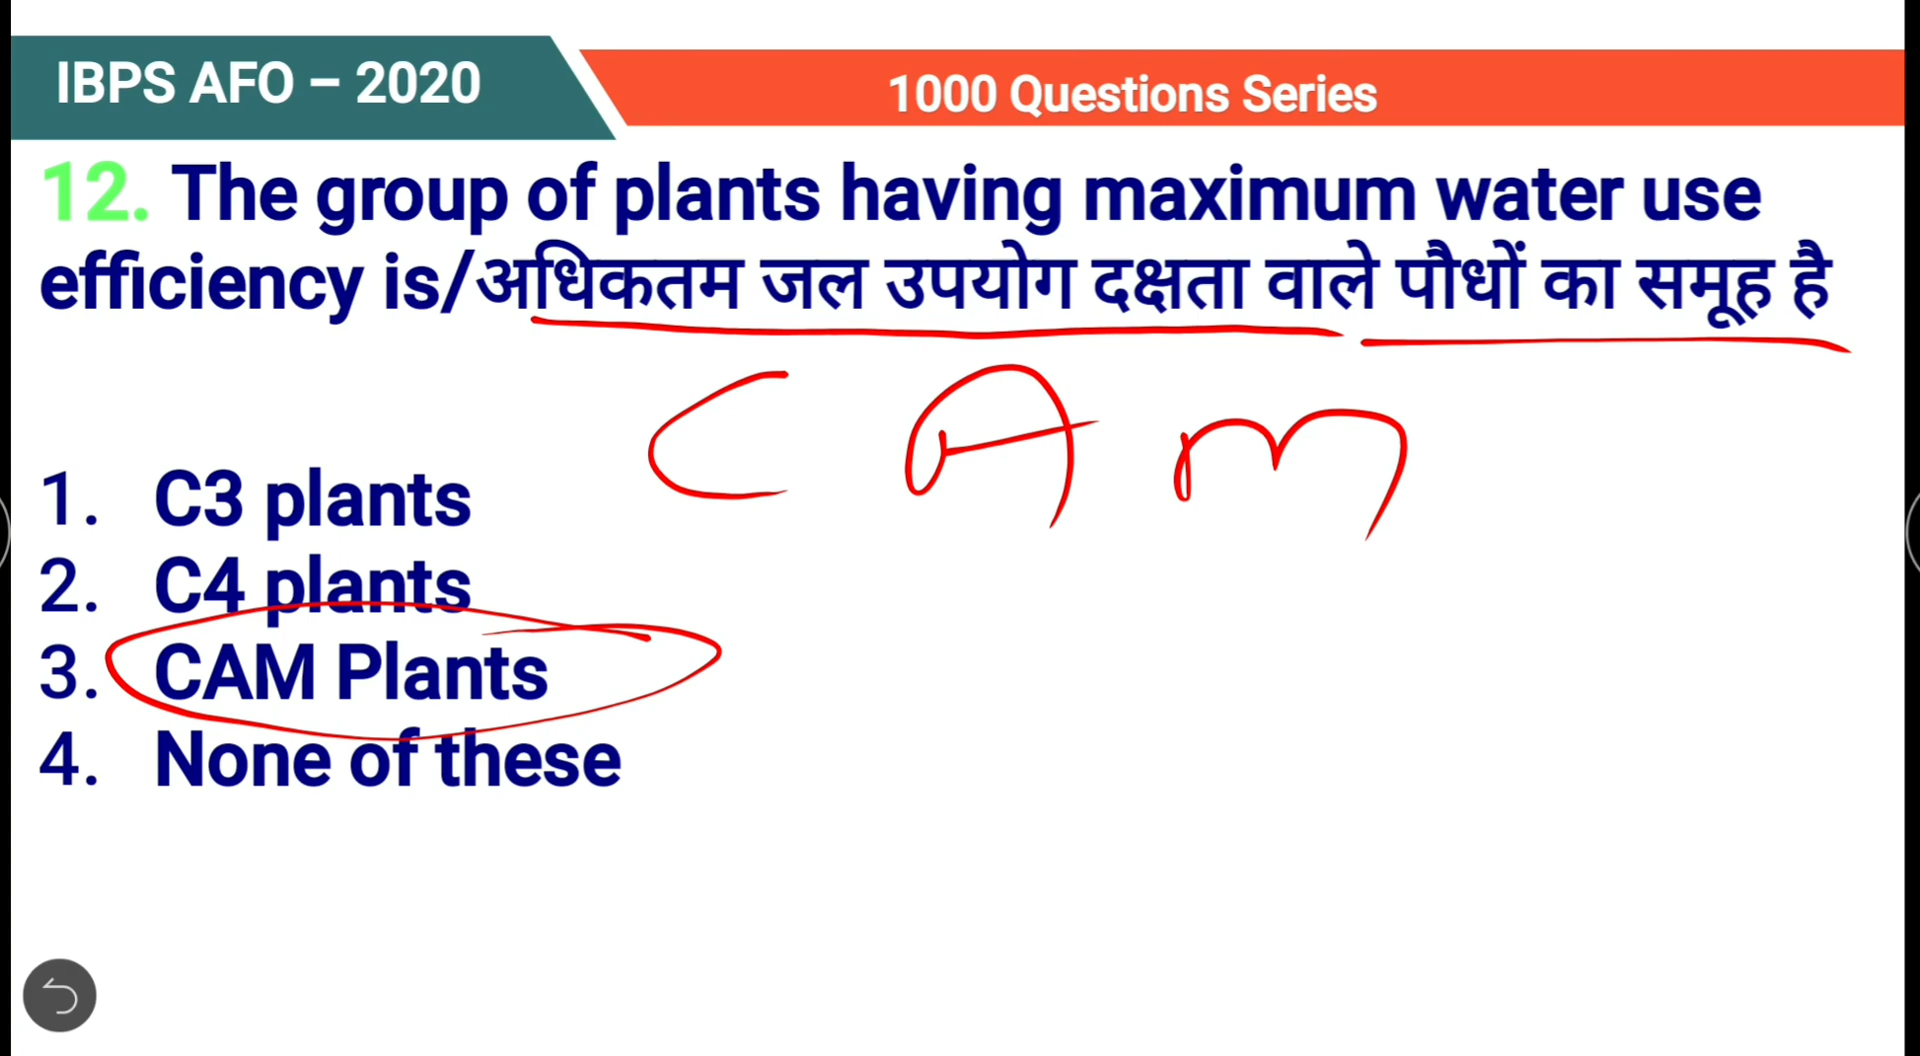 IBPS AFO – 2020
1000 Questions Series
12. The group of plants having maximum water use
efficiency is/अधिकतम जल उपयोग दक्षता वाले पौधों का समूह है
C A M
1. C3 plants
2. C4 plants
3. CAM Plants
4. None of these